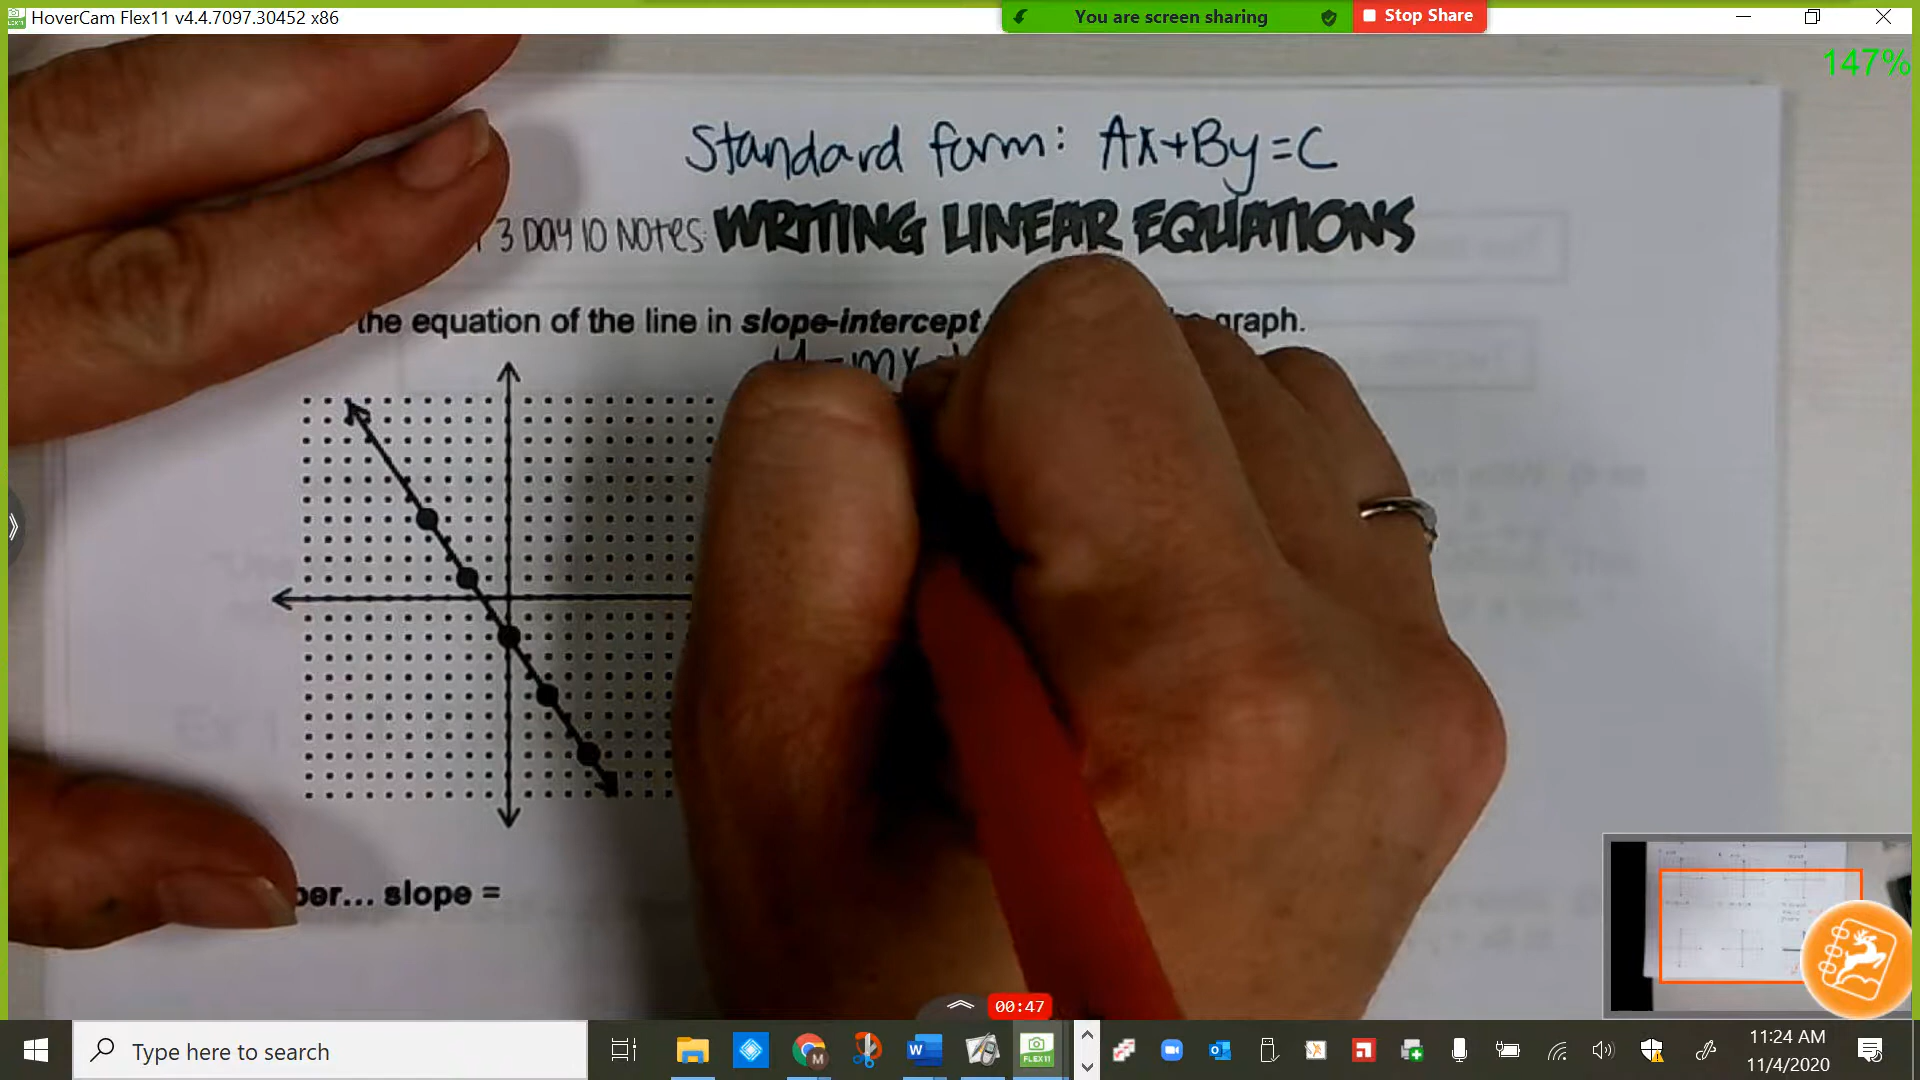 HoverCam Flex11 v4.4.7097.30452 x86
You are screen sharing
Stop Share
147%
Standard form: Ax+By=C
3 DAY 10 NOTES: WRITING LINEAR EQUATIONS
the equation of the line in slope-intercept graph.
y = mx +
slope =
00:47
Type here to search
FLEX11
11:24 AM
11/4/2020